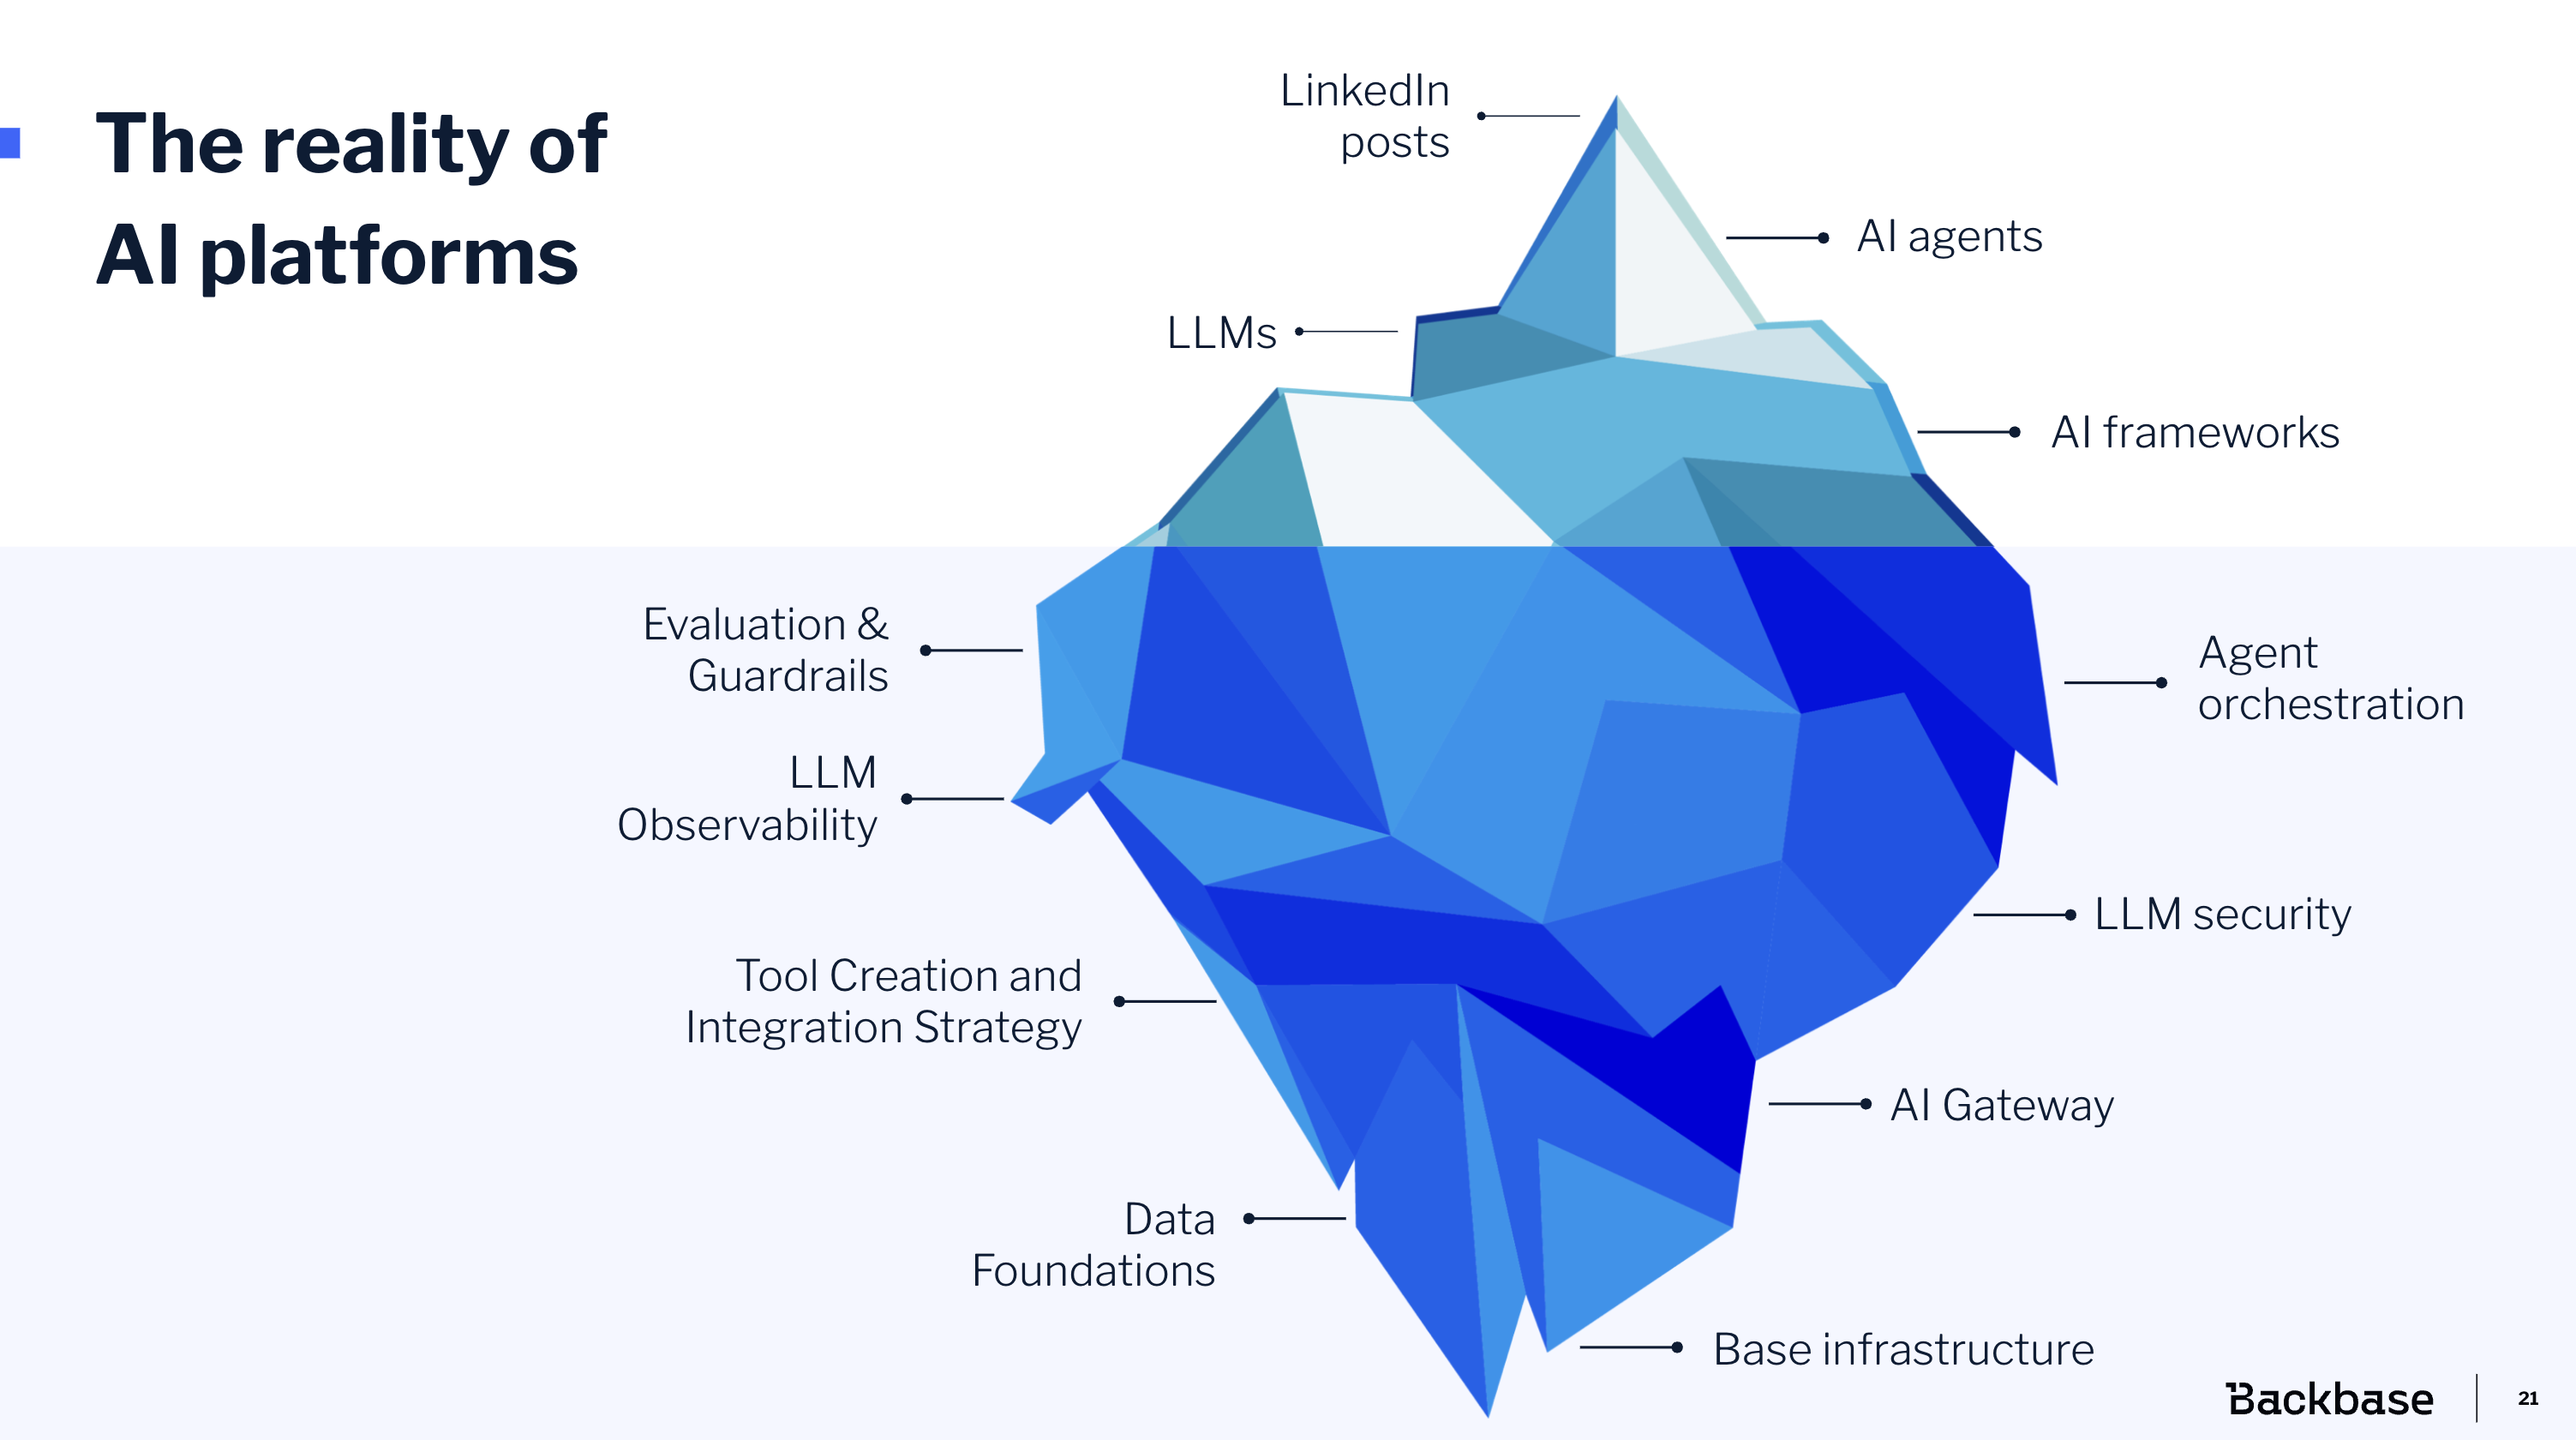 The reality of
AI platforms
LinkedIn
posts
AI agents
LLMs
AI frameworks
Evaluation &
Guardrails
Agent
orchestration
LLM
Observability
LLM security
Tool Creation and
Integration Strategy
AI Gateway
Data
Foundations
Base infrastructure
Backbase
21